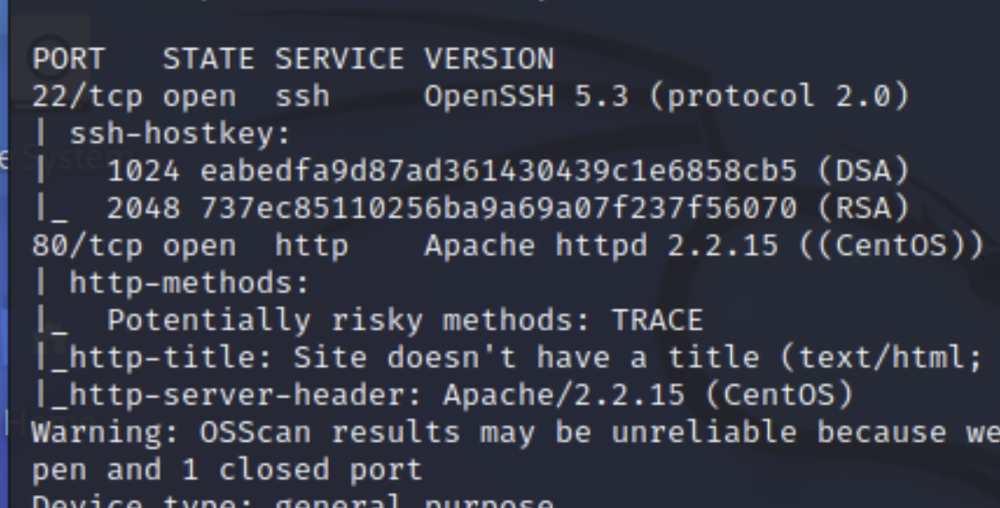 PORT   STATE SERVICE VERSION
22/tcp open  ssh     OpenSSH 5.3 (protocol 2.0)
| ssh-hostkey:
|   1024 eabedfa9d87ad361430439c1e6858cb5 (DSA)
|_  2048 737ec85110256ba9a69a07f237f56070 (RSA)
80/tcp open  http    Apache httpd 2.2.15 ((CentOS))
| http-methods:
|_  Potentially risky methods: TRACE
|_http-title: Site doesn't have a title (text/html;
|_http-server-header: Apache/2.2.15 (CentOS)
Warning: OSScan results may be unreliable because we
pen and 1 closed port
Device type: general purpose